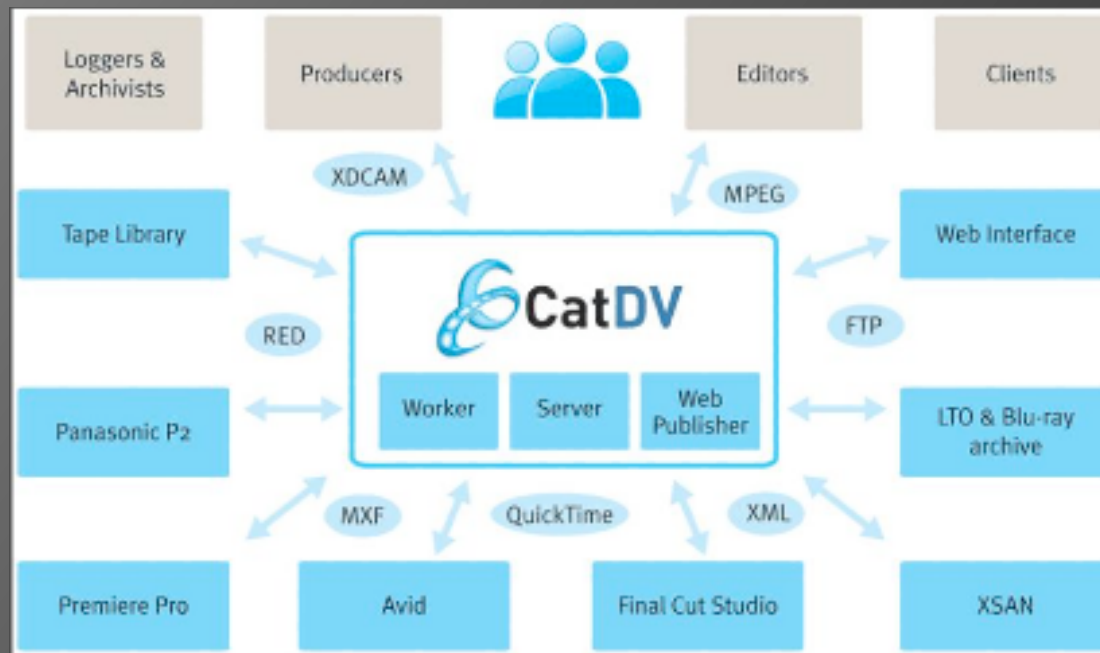 Loggers &
Archivists
Producers
Editors
Clients
XDCAM
MPEG
Tape Library
Web Interface
CatDV
RED
FTP
Worker
Server
Web
Publisher
Panasonic P2
LTO & Blu-ray
archive
MXF
QuickTime
XML
Premiere Pro
Avid
Final Cut Studio
XSAN